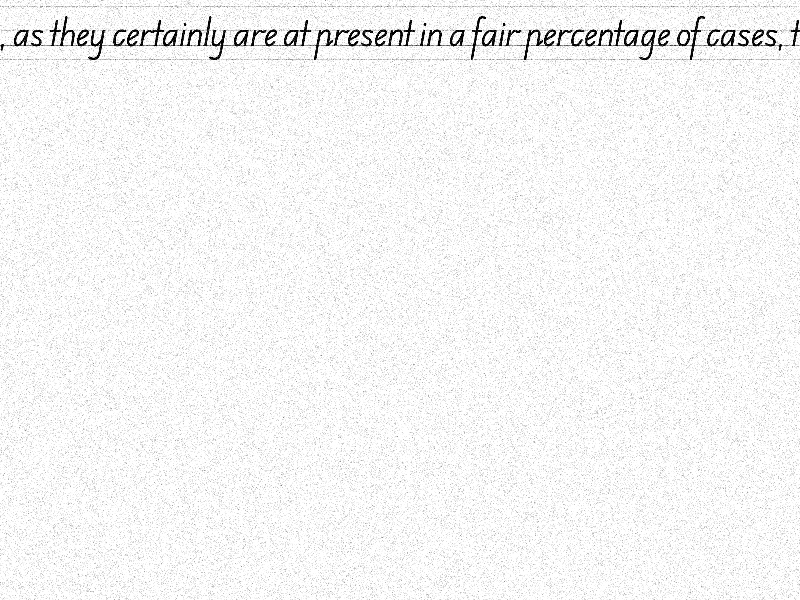 , as they certainly are at present in a fair percentage of cases, t